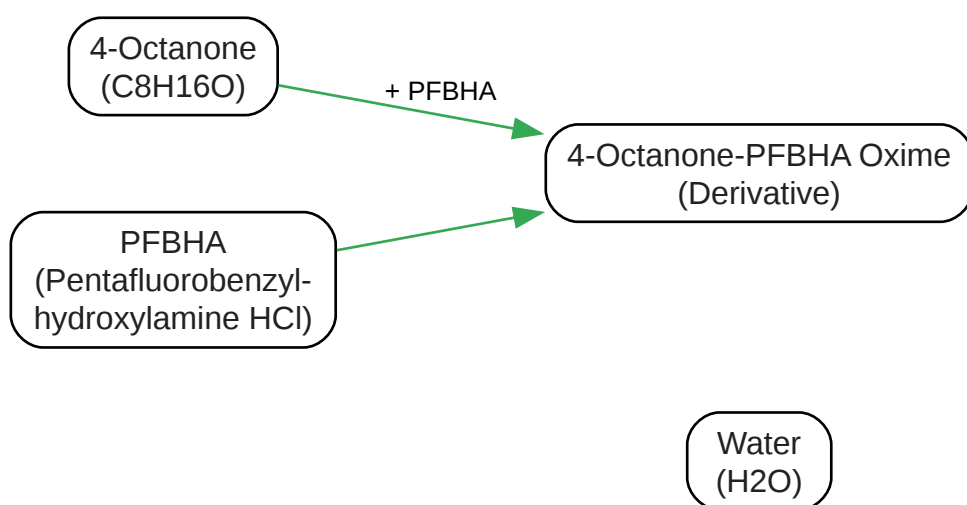 4-Octanone
(C8H16O)
+ PFBHA
4-Octanone-PFBHA Oxime
(Derivative)
PFBHA
(Pentafluorobenzyl-
hydroxylamine HCl)
Water
(H2O)